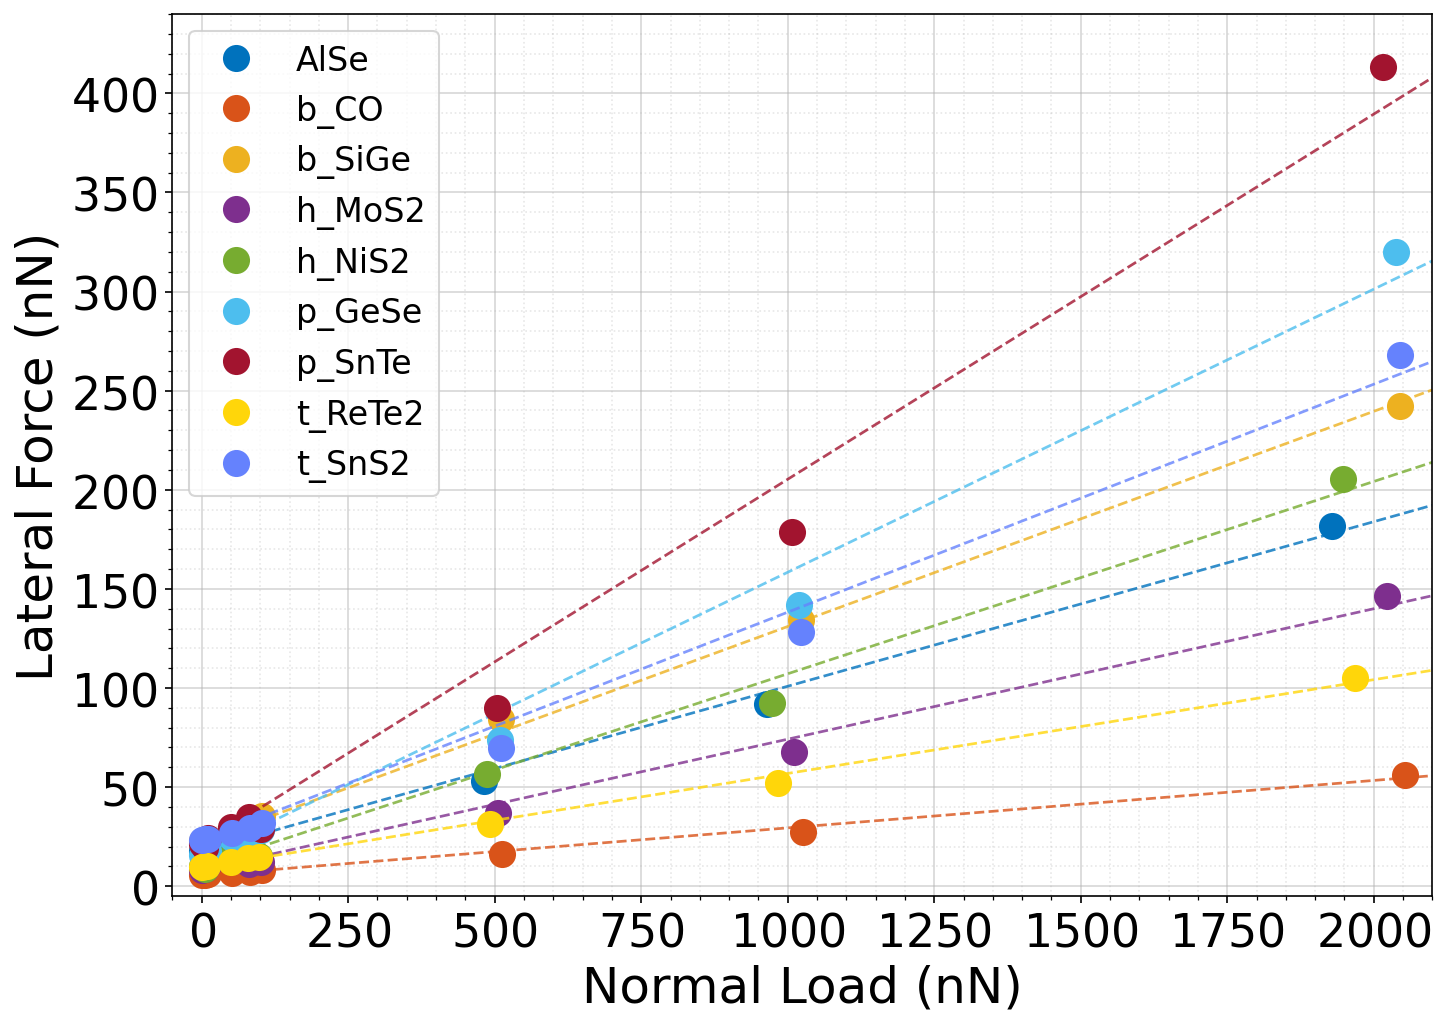 AlSe
b_CO
b_SiGe
h_MoS2
h_NiS2
p_GeSe
p_SnTe
t_ReTe2
t_SnS2
Lateral Force (nN)
400
350
300
250
200
150
100
50
0
0 250 500 750 1000 1250 1500 1750 2000
Normal Load (nN)